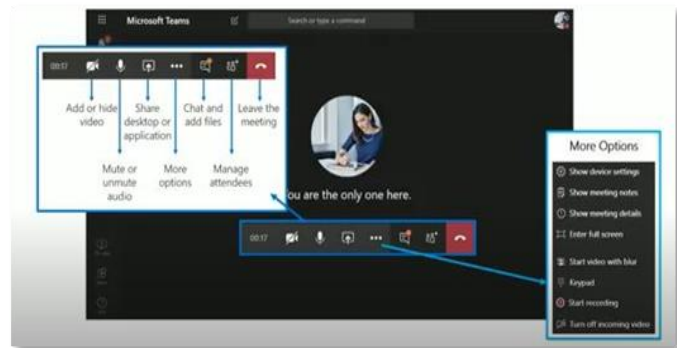 Microsoft Teams
Search or type a command
00:17
Add or hide video
Share desktop or application
Chat and add files
Leave the meeting
Mute or unmute audio
More options
Manage attendees
You are the only one here.
00:17
More Options
Show device settings
Show meeting notes
Show meeting details
Enter full screen
Start video with blur
Keypad
Start recording
Turn off incoming video